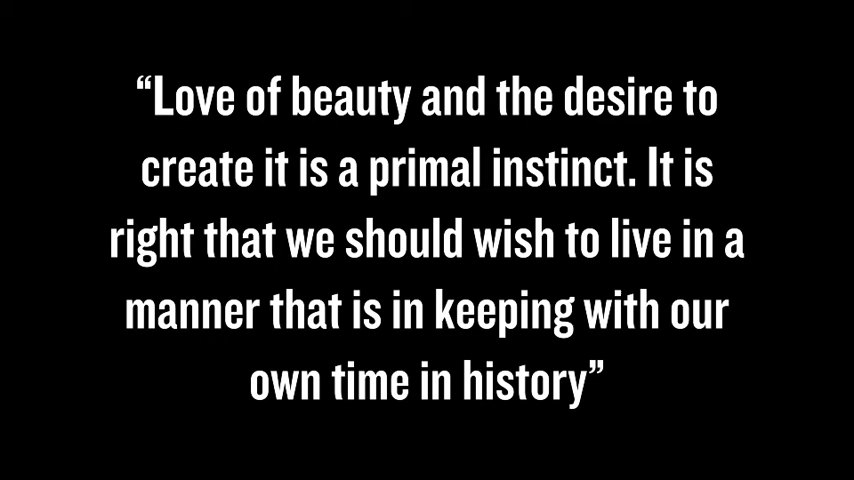 “Love of beauty and the desire to
create it is a primal instinct. It is
right that we should wish to live in a
manner that is in keeping with our
own time in history”